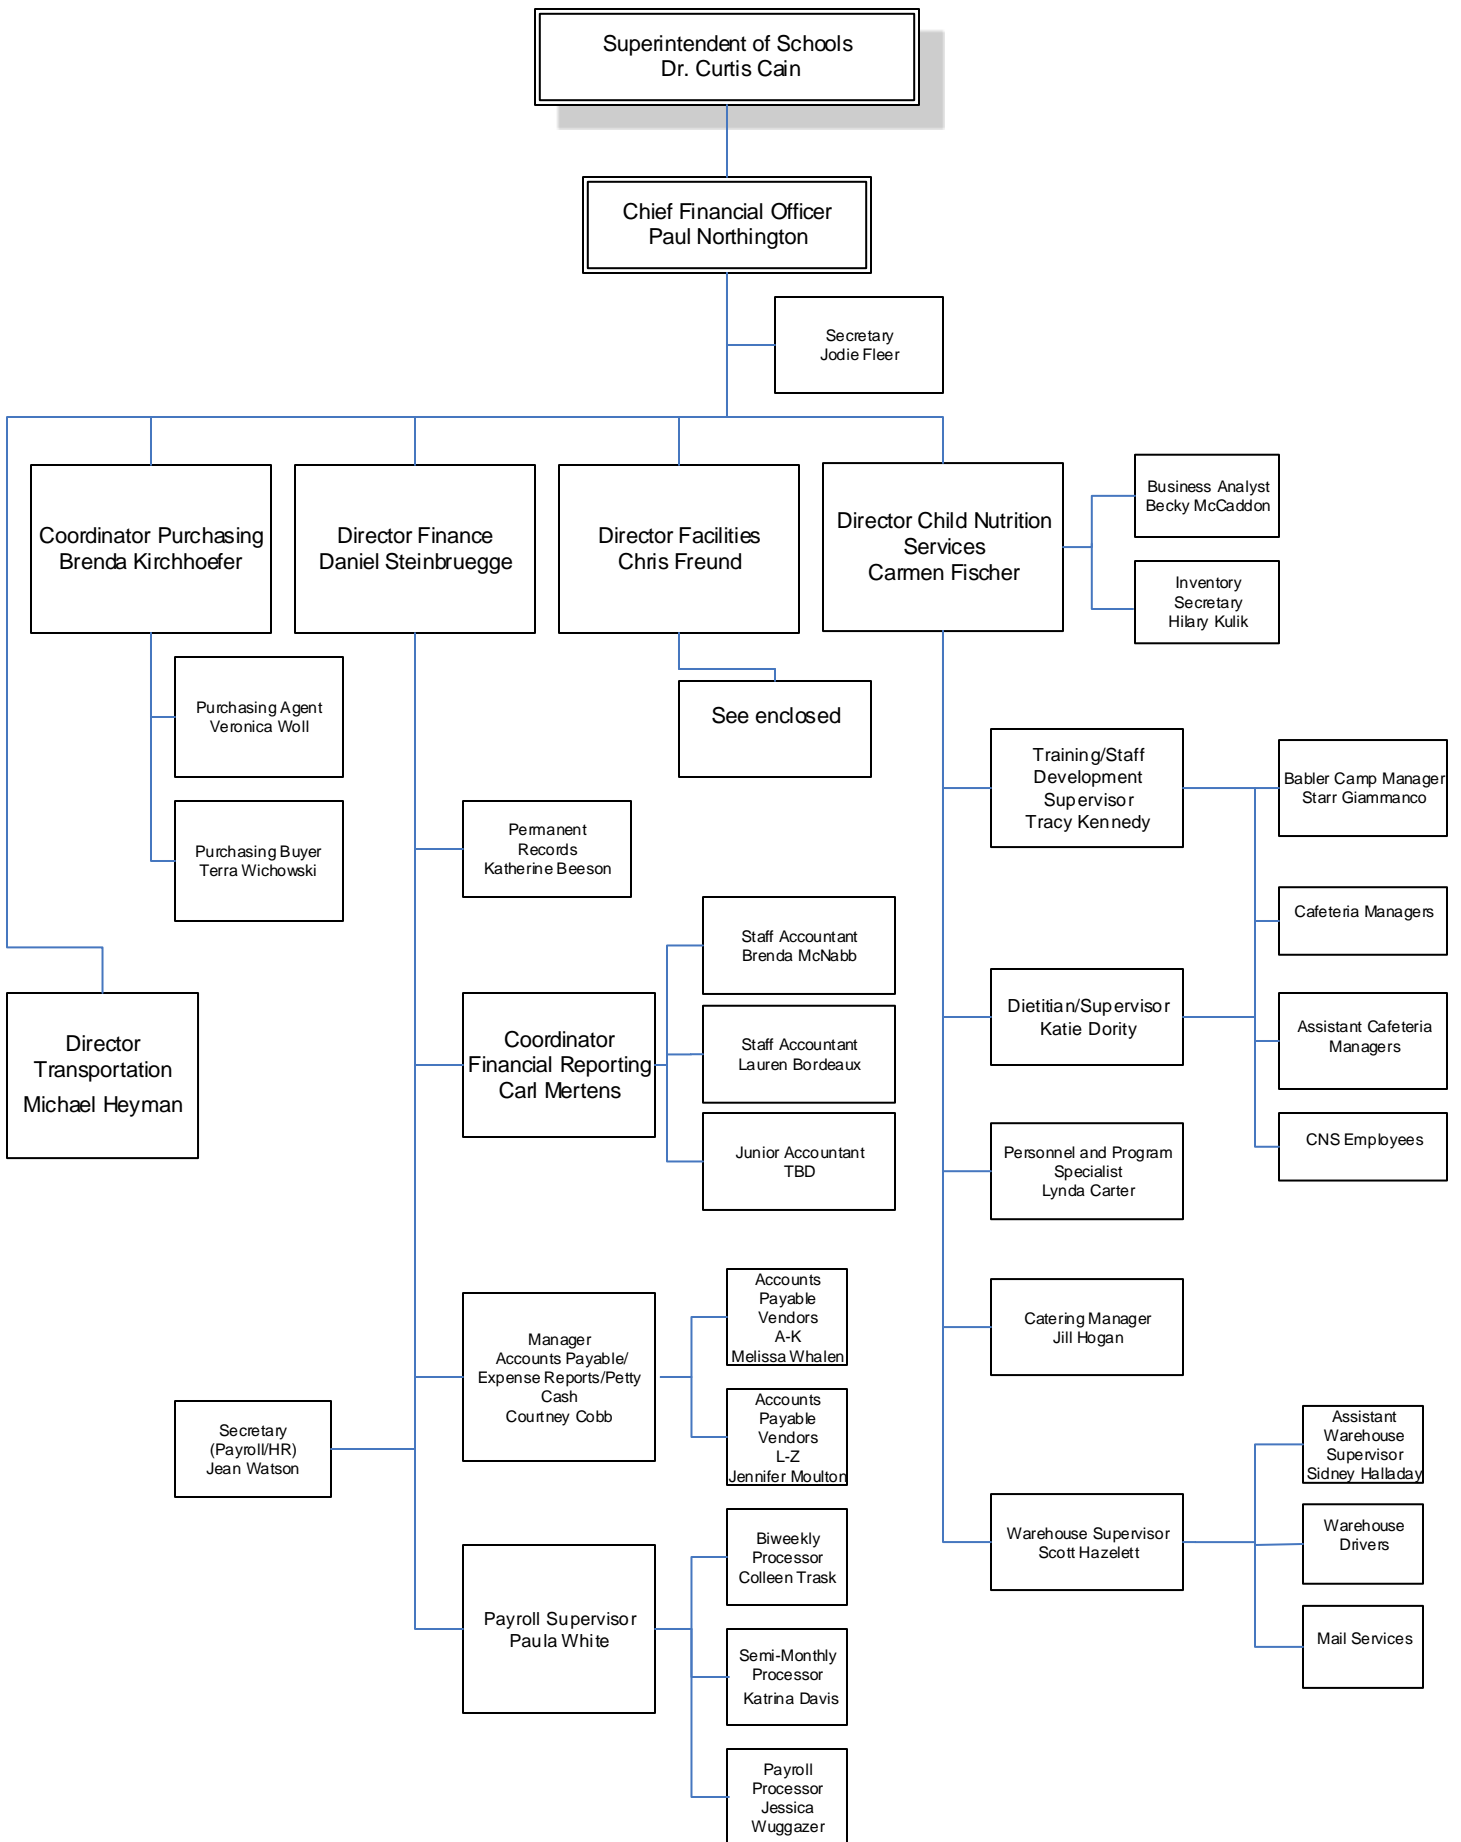 Superintendent of Schools
Dr. Curtis Cain
Chief Financial Officer
Paul Northington
Secretary
Jodie Fleer
Coordinator Purchasing
Brenda Kirchhoefer
Director Finance
Daniel Steinbruegge
Director Facilities
Chris Freund
Director Child Nutrition
Services
Carmen Fischer
Business Analyst
Becky McCaddon
Inventory
Secretary
Hilary Kulik
Purchasing Agent
Veronica Woll
Purchasing Buyer
Terra Wichowski
See enclosed
Director
Transportation
Michael Heyman
Permanent
Records
Katherine Beeson
Coordinator
Financial Reporting
Carl Mertens
Staff Accountant
Brenda McNabb
Staff Accountant
Lauren Bordeaux
Junior Accountant
TBD
Manager
Accounts Payable/
Expense Reports/Petty
Cash
Courtney Cobb
Accounts
Payable
Vendors
A-K
Melissa Whalen
Accounts
Payable
Vendors
L-Z
Jennifer Moulton
Secretary
(Payroll/HR)
Jean Watson
Payroll Supervisor
Paula White
Biweekly
Processor
Colleen Trask
Semi-Monthly
Processor
Katrina Davis
Payroll
Processor
Jessica
Wuggazer
Training/Staff
Development
Supervisor
Tracy Kennedy
Babler Camp Manager
Starr Giammanco
Cafeteria Managers
Dietitian/Supervisor
Katie Dority
Assistant Cafeteria
Managers
CNS Employees
Personnel and Program
Specialist
Lynda Carter
Catering Manager
Jill Hogan
Warehouse Supervisor
Scott Hazelett
Assistant
Warehouse
Supervisor
Sidney Halladay
Warehouse
Drivers
Mail Services